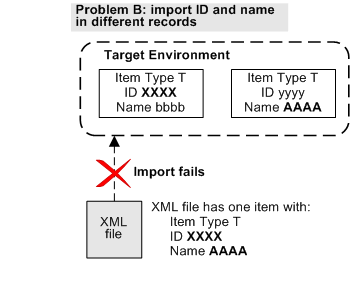 Problem B: import ID and name
in different records
Target Environment
Item Type T
ID XXXX
Name bbbb
Item Type T
ID yyyy
Name AAAA
Import fails
XML
file
XML file has one item with:
Item Type T
ID XXXX
Name AAAA